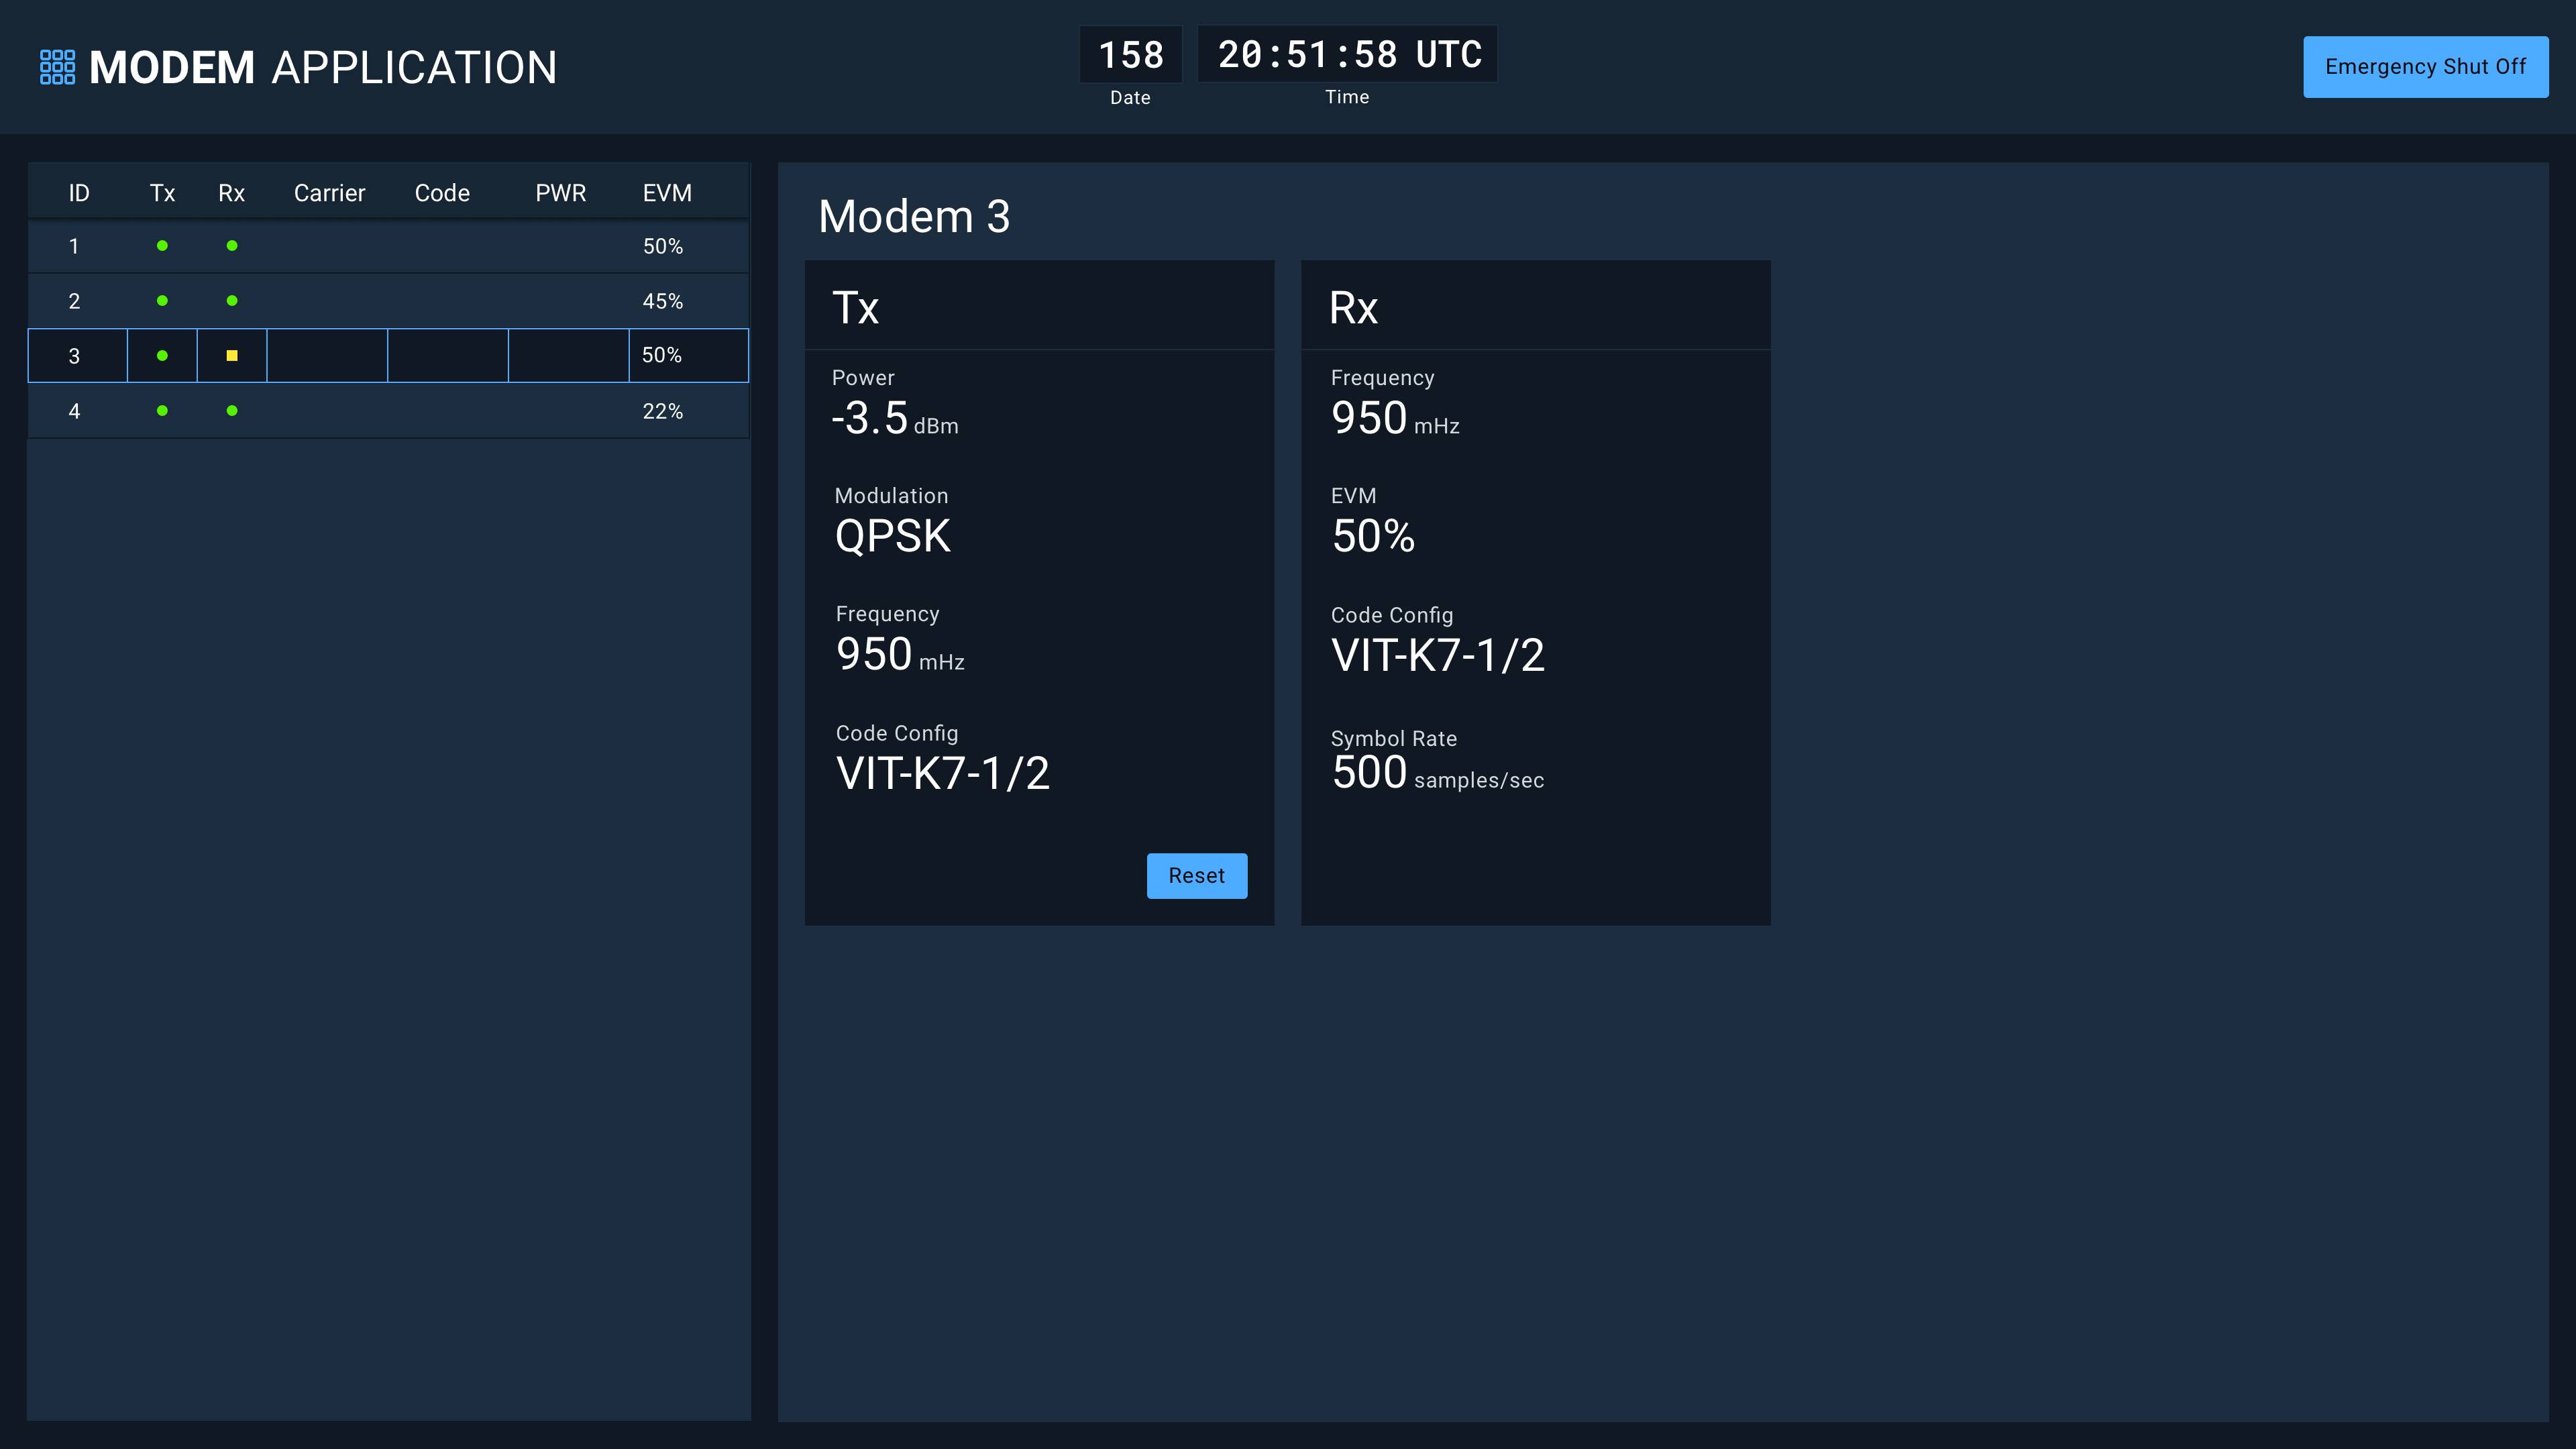 MODEM APPLICATION
158
Date
20:51:58 UTC
Time
Emergency Shut Off
ID Tx Rx Carrier Code PWR EVM
1 50%
2 45%
3 50%
4 22%
Modem 3
Tx
Power
-3.5 dBm
Modulation
QPSK
Frequency
950 mHz
Code Config
VIT-K7-1/2
Reset
Rx
Frequency
950 mHz
EVM
50%
Code Config
VIT-K7-1/2
Symbol Rate
500 samples/sec